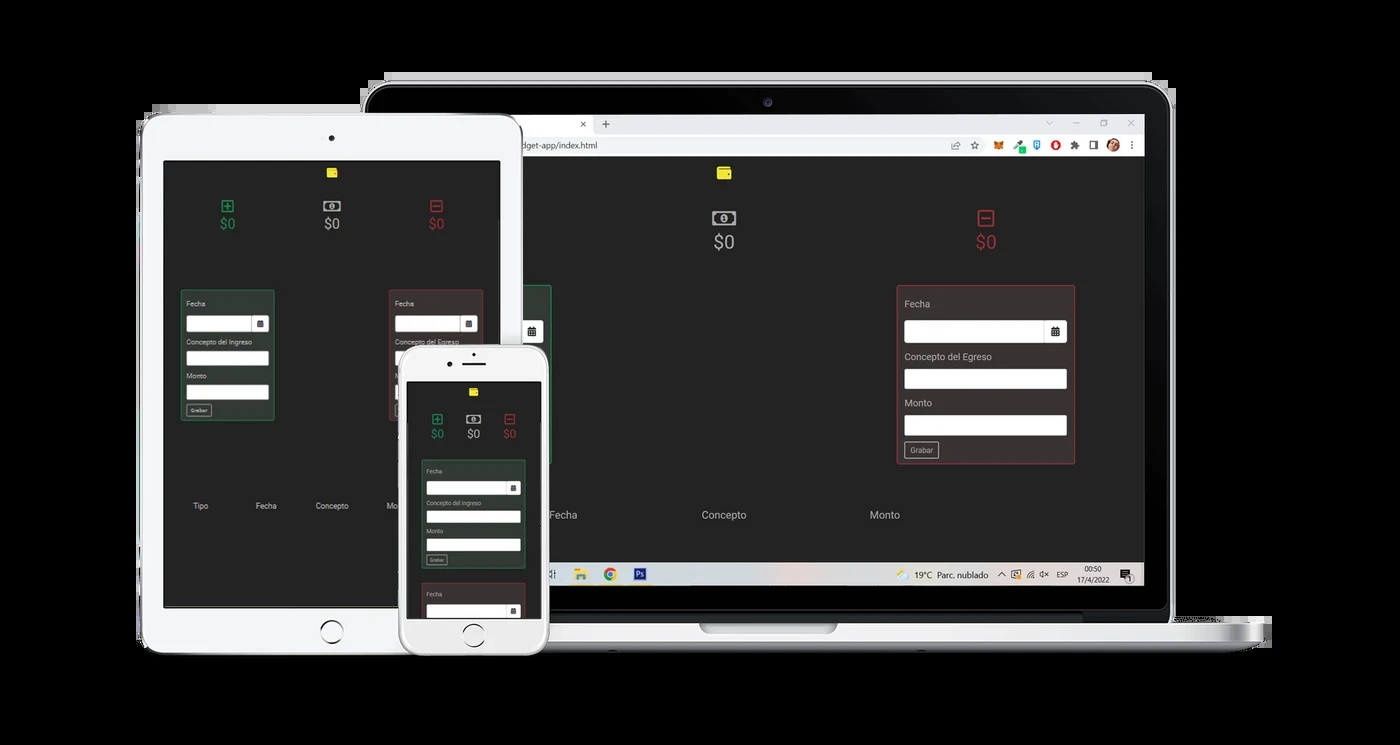 dget-app/index.html
$0
$0
Fecha
Concepto del Egreso
Monto
Grabar
Fecha
Concepto
Monto
Ps
19°C Parc. nublado
ESP
00:50
17/4/2022
1
$0
$0
$0
Fecha
Concepto del Ingreso
Monto
Grabar
Fecha
Concepto del Egreso
Tipo
Fecha
Concepto
Mo
$0
$0
$0
Fecha
Concepto del Ingreso
Monto
Grabar
Fecha